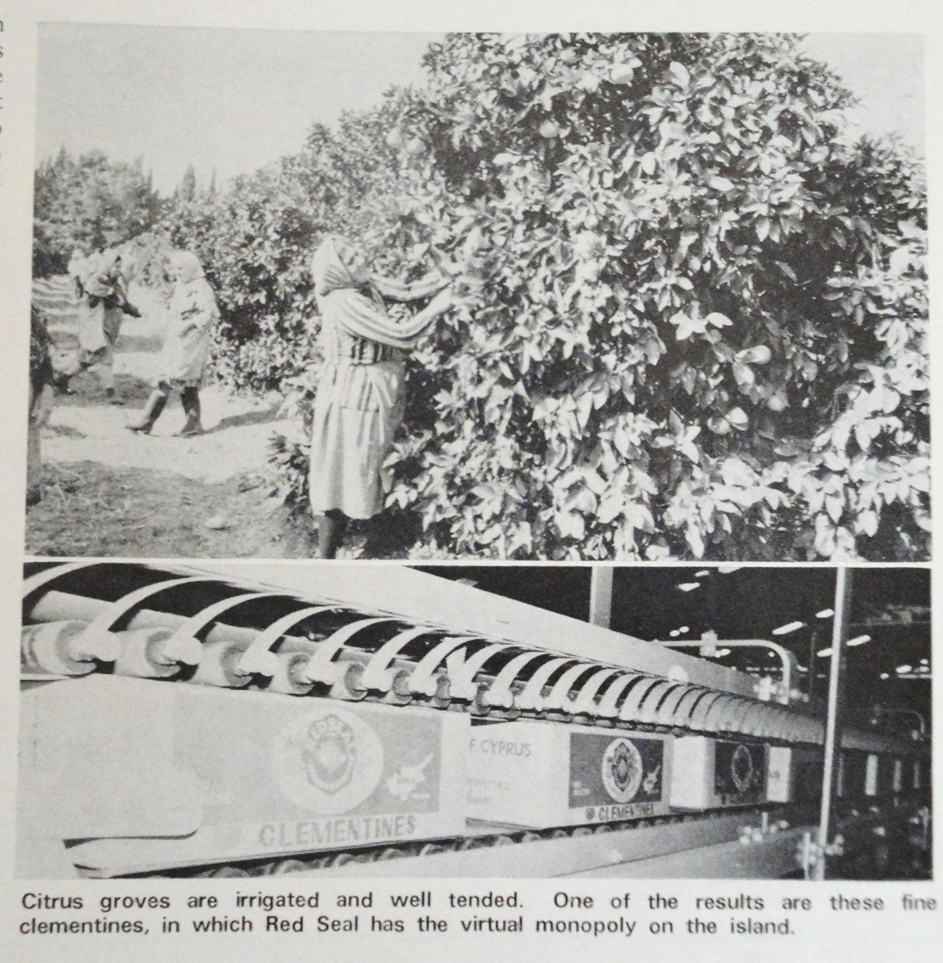 CLEMENTINES
F. CYPRUS
CLEMENTINES
Citrus groves are irrigated and well tended. One of the results are these fine
clementines, in which Red Seal has the virtual monopoly on the island.